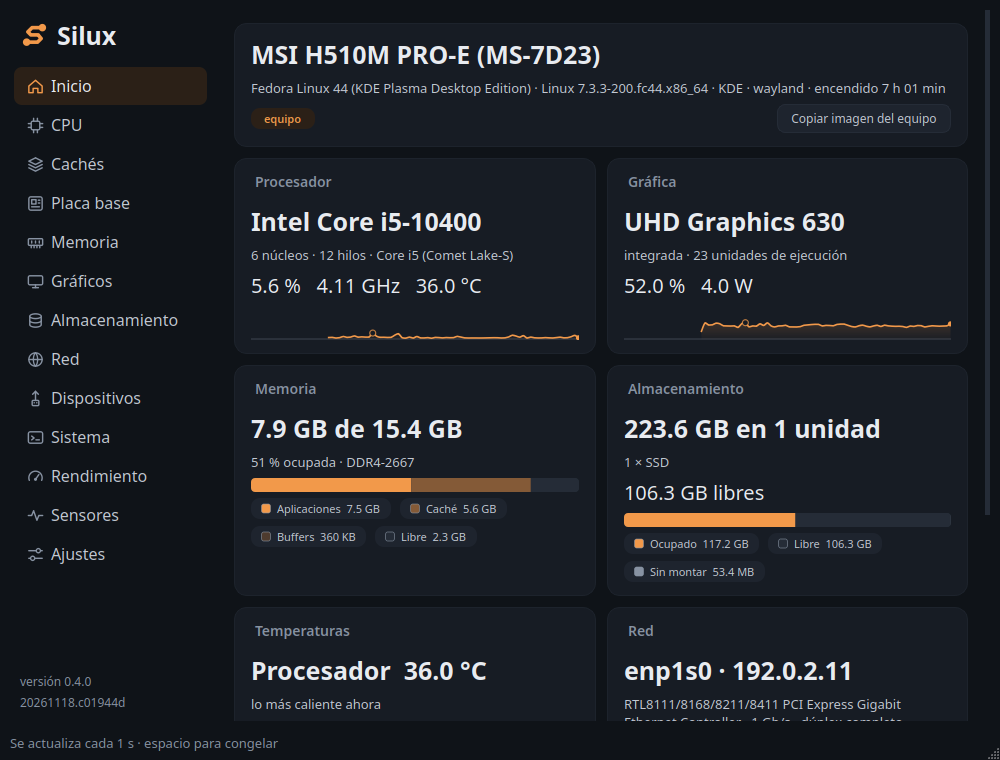 Silux
Inicio
CPU
Cachés
Placa base
Memoria
Gráficos
Almacenamiento
Red
Dispositivos
Sistema
Rendimiento
Sensores
Ajustes
versión 0.4.0
20261118.c01944d
MSI H510M PRO-E (MS-7D23)
Fedora Linux 44 (KDE Plasma Desktop Edition) · Linux 7.3.3-200.fc44.x86_64 · KDE · wayland · encendido 7 h 01 min
equipo
Copiar imagen del equipo
Procesador
Intel Core i5-10400
6 núcleos · 12 hilos · Core i5 (Comet Lake-S)
5.6 % 4.11 GHz 36.0 °C
Gráfica
UHD Graphics 630
integrada · 23 unidades de ejecución
52.0 % 4.0 W
Memoria
7.9 GB de 15.4 GB
51 % ocupada · DDR4-2667
Aplicaciones 7.5 GB
Caché 5.6 GB
Buffers 360 KB
Libre 2.3 GB
Almacenamiento
223.6 GB en 1 unidad
1 × SSD
106.3 GB libres
Ocupado 117.2 GB
Libre 106.3 GB
Sin montar 53.4 MB
Temperaturas
Procesador 36.0 °C
lo más caliente ahora
Red
enp1s0 · 192.0.2.11
RTL8111/8168/8211/8411 PCI Express Gigabit
Ethernet Controller · 1 Gb/s · dúplex completo
Se actualiza cada 1 s · espacio para congelar